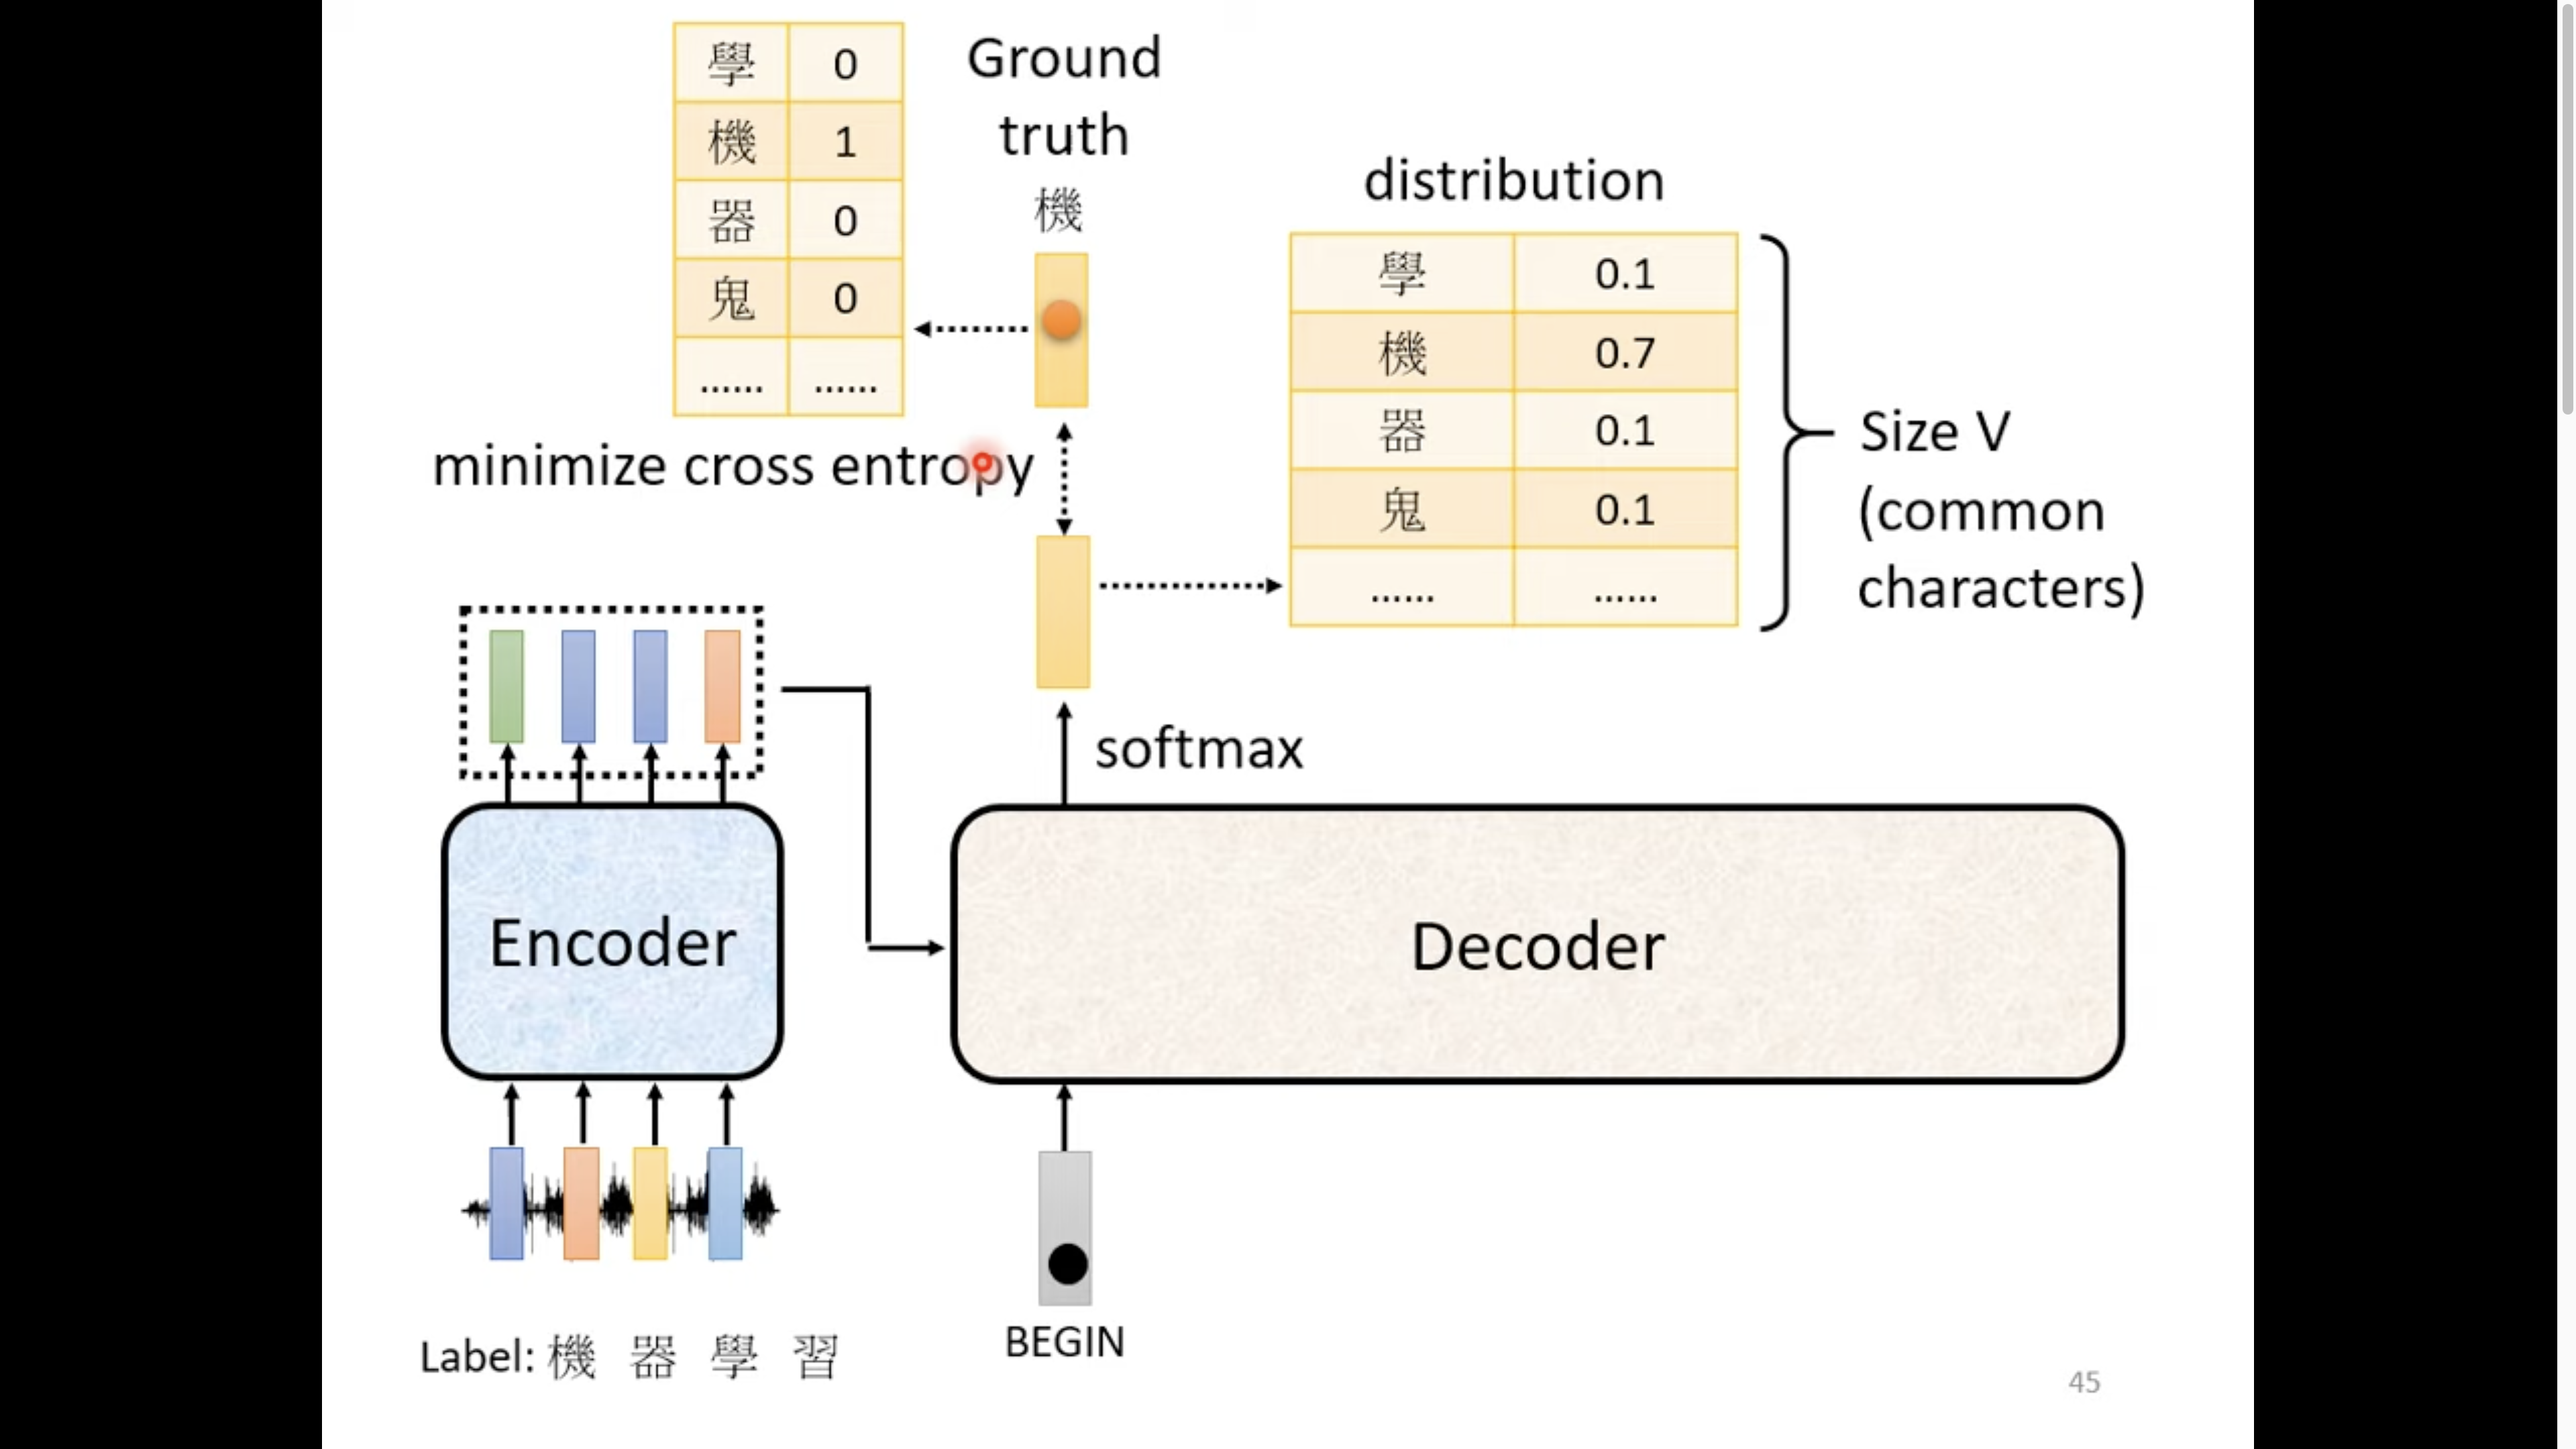 學 0
機 1
器 0
鬼 0
...... ......
Ground
truth
機
distribution
學 0.1
機 0.7
器 0.1
鬼 0.1
...... ......
Size V
(common
characters)
minimize cross entropy
softmax
Encoder
Decoder
BEGIN
Label: 機 器 學 習
45